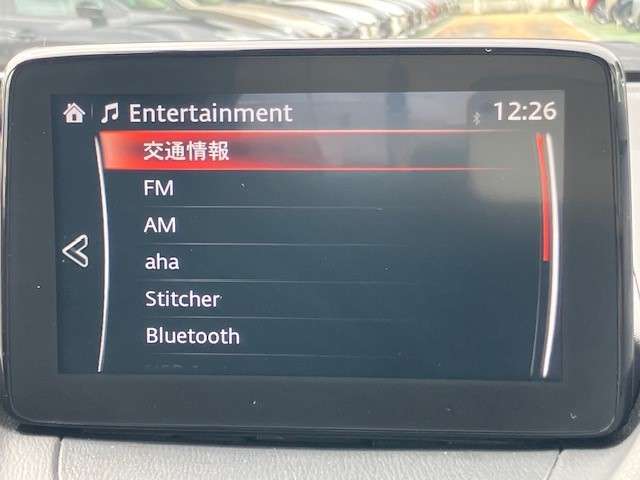 Entertainment 12:26
交通情報
FM
AM
aha
Stitcher
Bluetooth